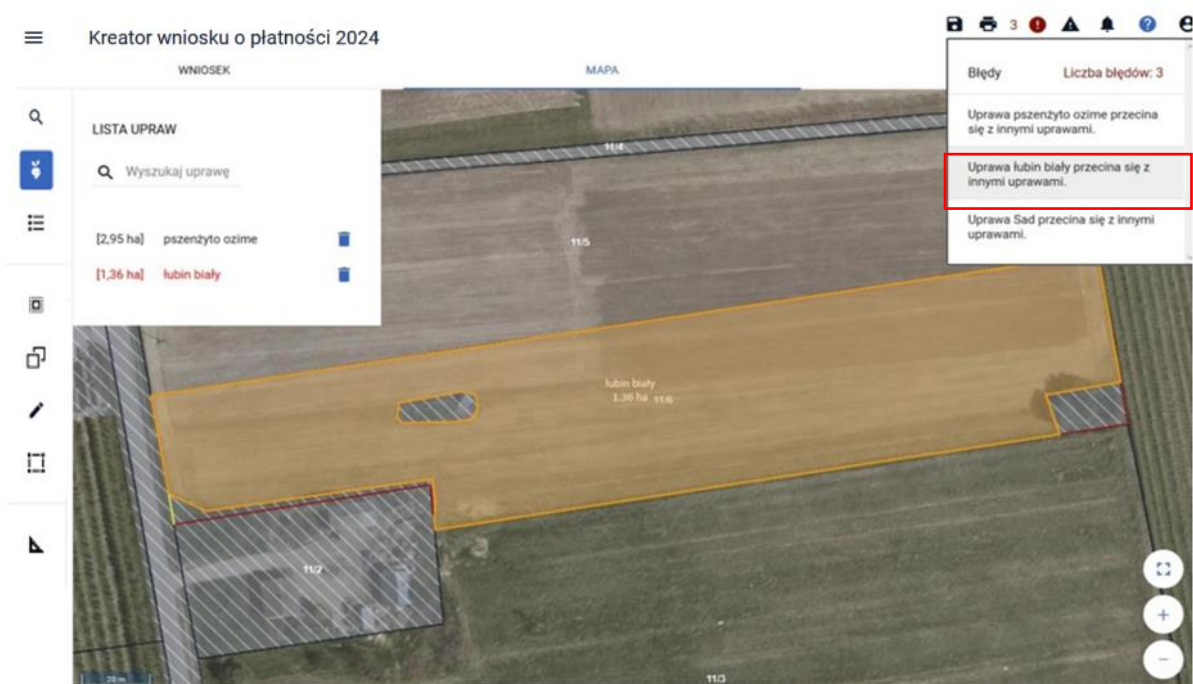 Kreator wniosku o płatności 2024
3
WNIOSEK
MAPA
Błędy
Liczba błędów: 3
Uprawa pszenżyto ozime przecina
się z innymi uprawami.
Uprawa łubin biały przecina się z
innymi uprawami.
Uprawa Sad przecina się z innymi
uprawami.
LISTA UPRAW
Wyszukaj uprawę
[2,95 ha] pszenżyto ozime
[1,36 ha] łubin biały
11/4
11/5
łubin biały
1.36 ha 11/6
11/2
11/3
20 m